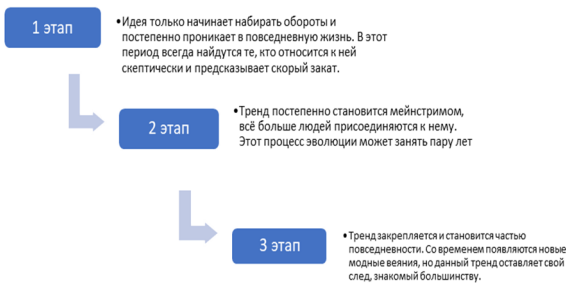 1 этап
•Идея только начинает набирать обороты и
постепенно проникает в повседневную жизнь. В этот
период всегда найдутся те, кто относится к ней
скептически и предсказывает скорый закат.
2 этап
•Тренд постепенно становится мейнстримом,
всё больше людей присоединяются к нему.
Этот процесс эволюции может занять пару лет
3 этап
•Тренд закрепляется и становится частью
повседневности. Со временем появляются новые
модные веяния, но данный тренд оставляет свой
след, знакомый большинству.